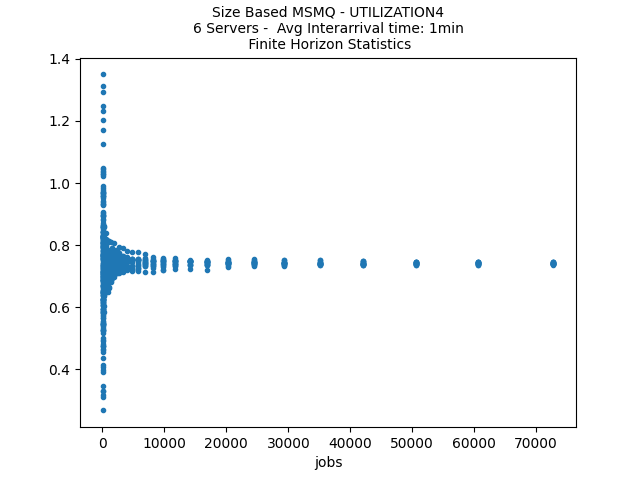 Size Based MSMQ - UTILIZATION4
6 Servers -  Avg Interarrival time: 1min
Finite Horizon Statistics
1.4
1.2
1.0
0.8
0.6
0.4
0 10000 20000 30000 40000 50000 60000 70000
jobs